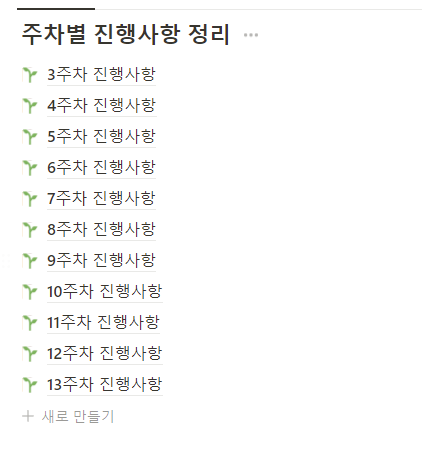 주차별 진행사항 정리 ...
3주차 진행사항
4주차 진행사항
5주차 진행사항
6주차 진행사항
7주차 진행사항
8주차 진행사항
9주차 진행사항
10주차 진행사항
11주차 진행사항
12주차 진행사항
13주차 진행사항
+ 새로 만들기